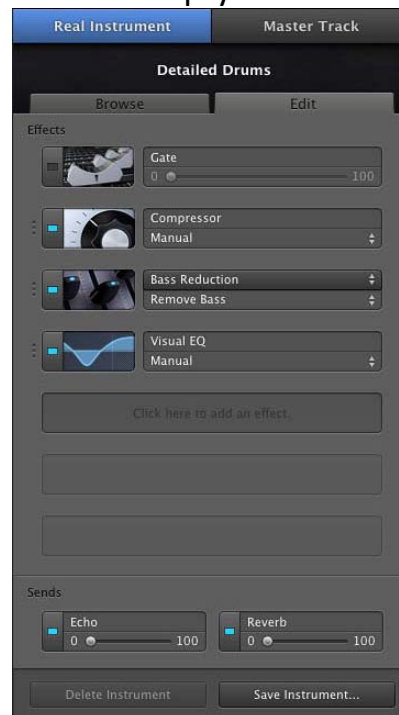 play
Real Instrument Master Track
Detailed Drums
Browse Edit
Effects
Gate
0 100
Compressor
Manual
Bass Reduction
Remove Bass
Visual EQ
Manual
Click here to add an effect.
Sends
Echo Reverb
0 100 0 100
Delete Instrument Save Instrument...